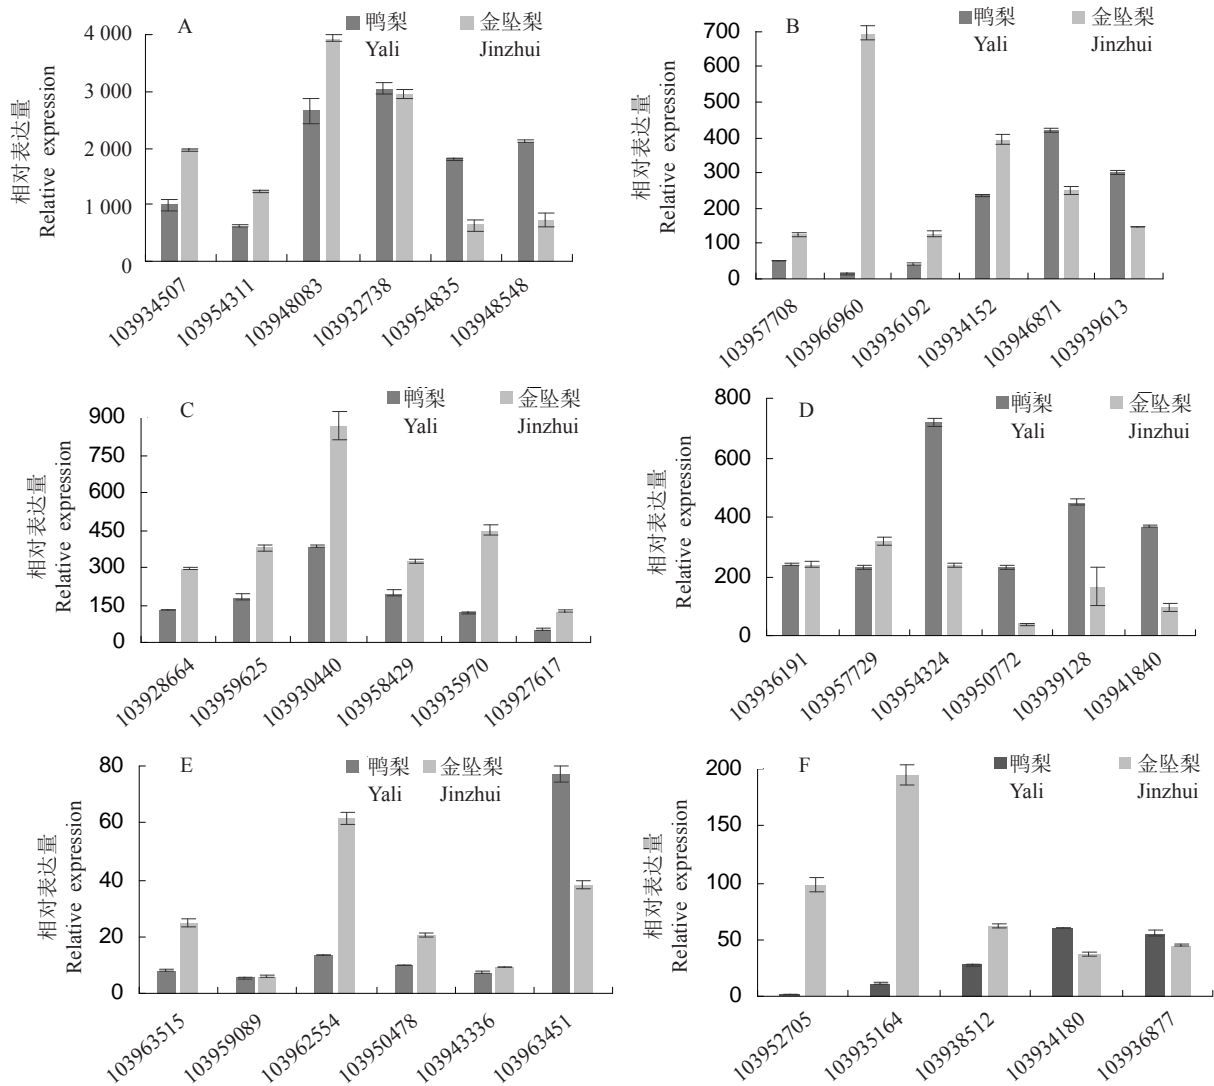 A
鸭梨
Yali
金坠梨
Jinzhui
相对表达量
Relative expression
4 000
3 000
2 000
1 000
0
103934507
103954311
103948083
103932738
103954835
103948548
B
鸭梨
Yali
金坠梨
Jinzhui
相对表达量
Relative expression
700
600
500
400
300
200
100
0
103957708
103966960
103936192
103934152
103946871
103939613
C
鸭梨
Yali
金坠梨
Jinzhui
相对表达量
Relative expression
900
750
600
450
300
150
0
103928664
103959625
103930440
103958429
103935970
103927617
D
鸭梨
Yali
金坠梨
Jinzhui
相对表达量
Relative expression
800
600
400
200
0
103936191
103957729
103954324
103950772
103939128
103941840
E
鸭梨
Yali
金坠梨
Jinzhui
相对表达量
Relative expression
80
60
40
20
0
103963515
103959089
103962554
103950478
103943336
103963451
F
鸭梨
Yali
金坠梨
Jinzhui
相对表达量
Relative expression
200
150
100
50
0
103952705
103935164
103938512
103934180
103936877